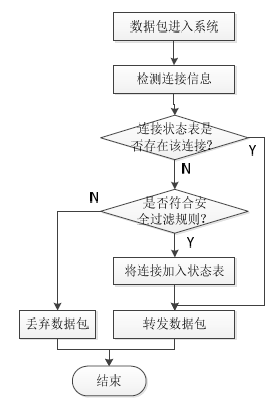 数据包进入系统
检测连接信息
连接状态表是
否存在该连接?
Y
N
N
是否符合安
全过滤规则?
Y
将连接加入状态表
丢弃数据包
转发数据包
结束